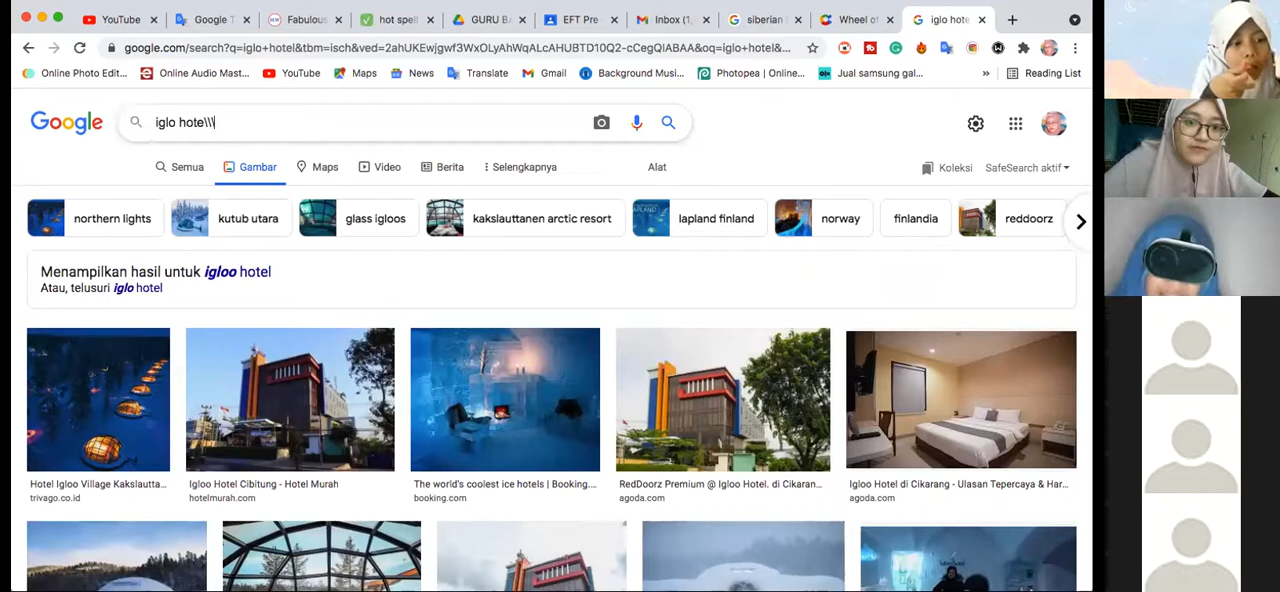 YouTube
Google T
Fabulous
hot spell
GURU BA
EFT Pre
Inbox (1,
siberian
Wheel of
iglo hote
google.com/search?q=iglo+hotel&tbm=isch&ved=2ahUKEwjgwf3WxOLyAhWqALcAHUBTD10Q2-cCegQIABAA&oq=iglo+hotel&...
Online Photo Edit...
Online Audio Mast...
YouTube
Maps
News
Translate
Gmail
Background Musi...
Photopea | Online...
Jual samsung gal...
»
Reading List
Google
iglo hote\\\
Semua
Gambar
Maps
Video
Berita
Selengkapnya
Alat
Koleksi
SafeSearch aktif
northern lights
kutub utara
glass igloos
kakslauttanen arctic resort
lapland finland
norway
finlandia
reddoorz
Menampilkan hasil untuk igloo hotel
Atau, telusuri iglo hotel
Hotel Igloo Village Kakslautta...
trivago.co.id
Igloo Hotel Cibitung - Hotel Murah
hotelmurah.com
The world's coolest ice hotels | Booking....
booking.com
RedDoorz Premium @ Igloo Hotel. di Cikaran...
agoda.com
Igloo Hotel di Cikarang - Ulasan Tepercaya & Har...
agoda.com